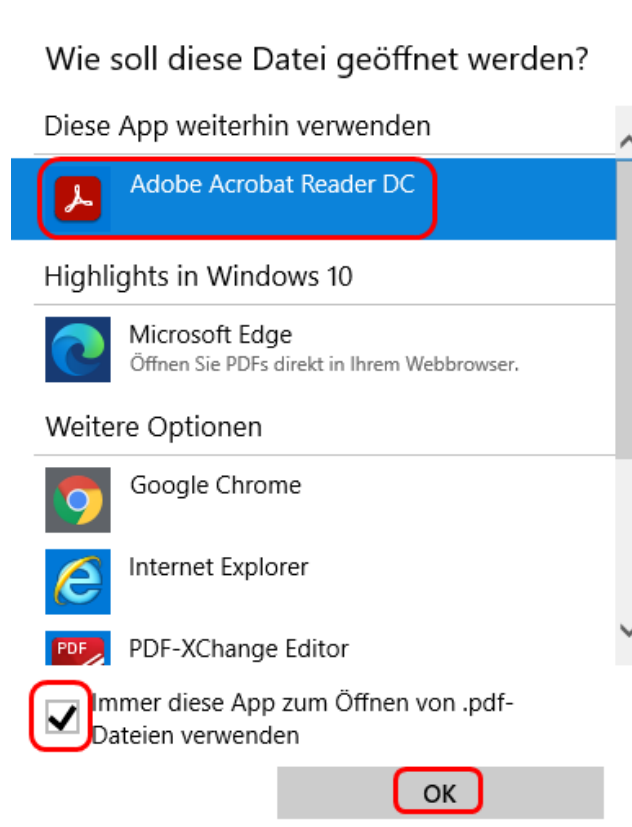 Wie soll diese Datei geöffnet werden?
Diese App weiterhin verwenden
Adobe Acrobat Reader DC
Highlights in Windows 10
Microsoft Edge
Öffnen Sie PDFs direkt in Ihrem Webbrowser.
Weitere Optionen
Google Chrome
Internet Explorer
PDF
PDF-XChange Editor
Immer diese App zum Öffnen von .pdf-
Dateien verwenden
OK